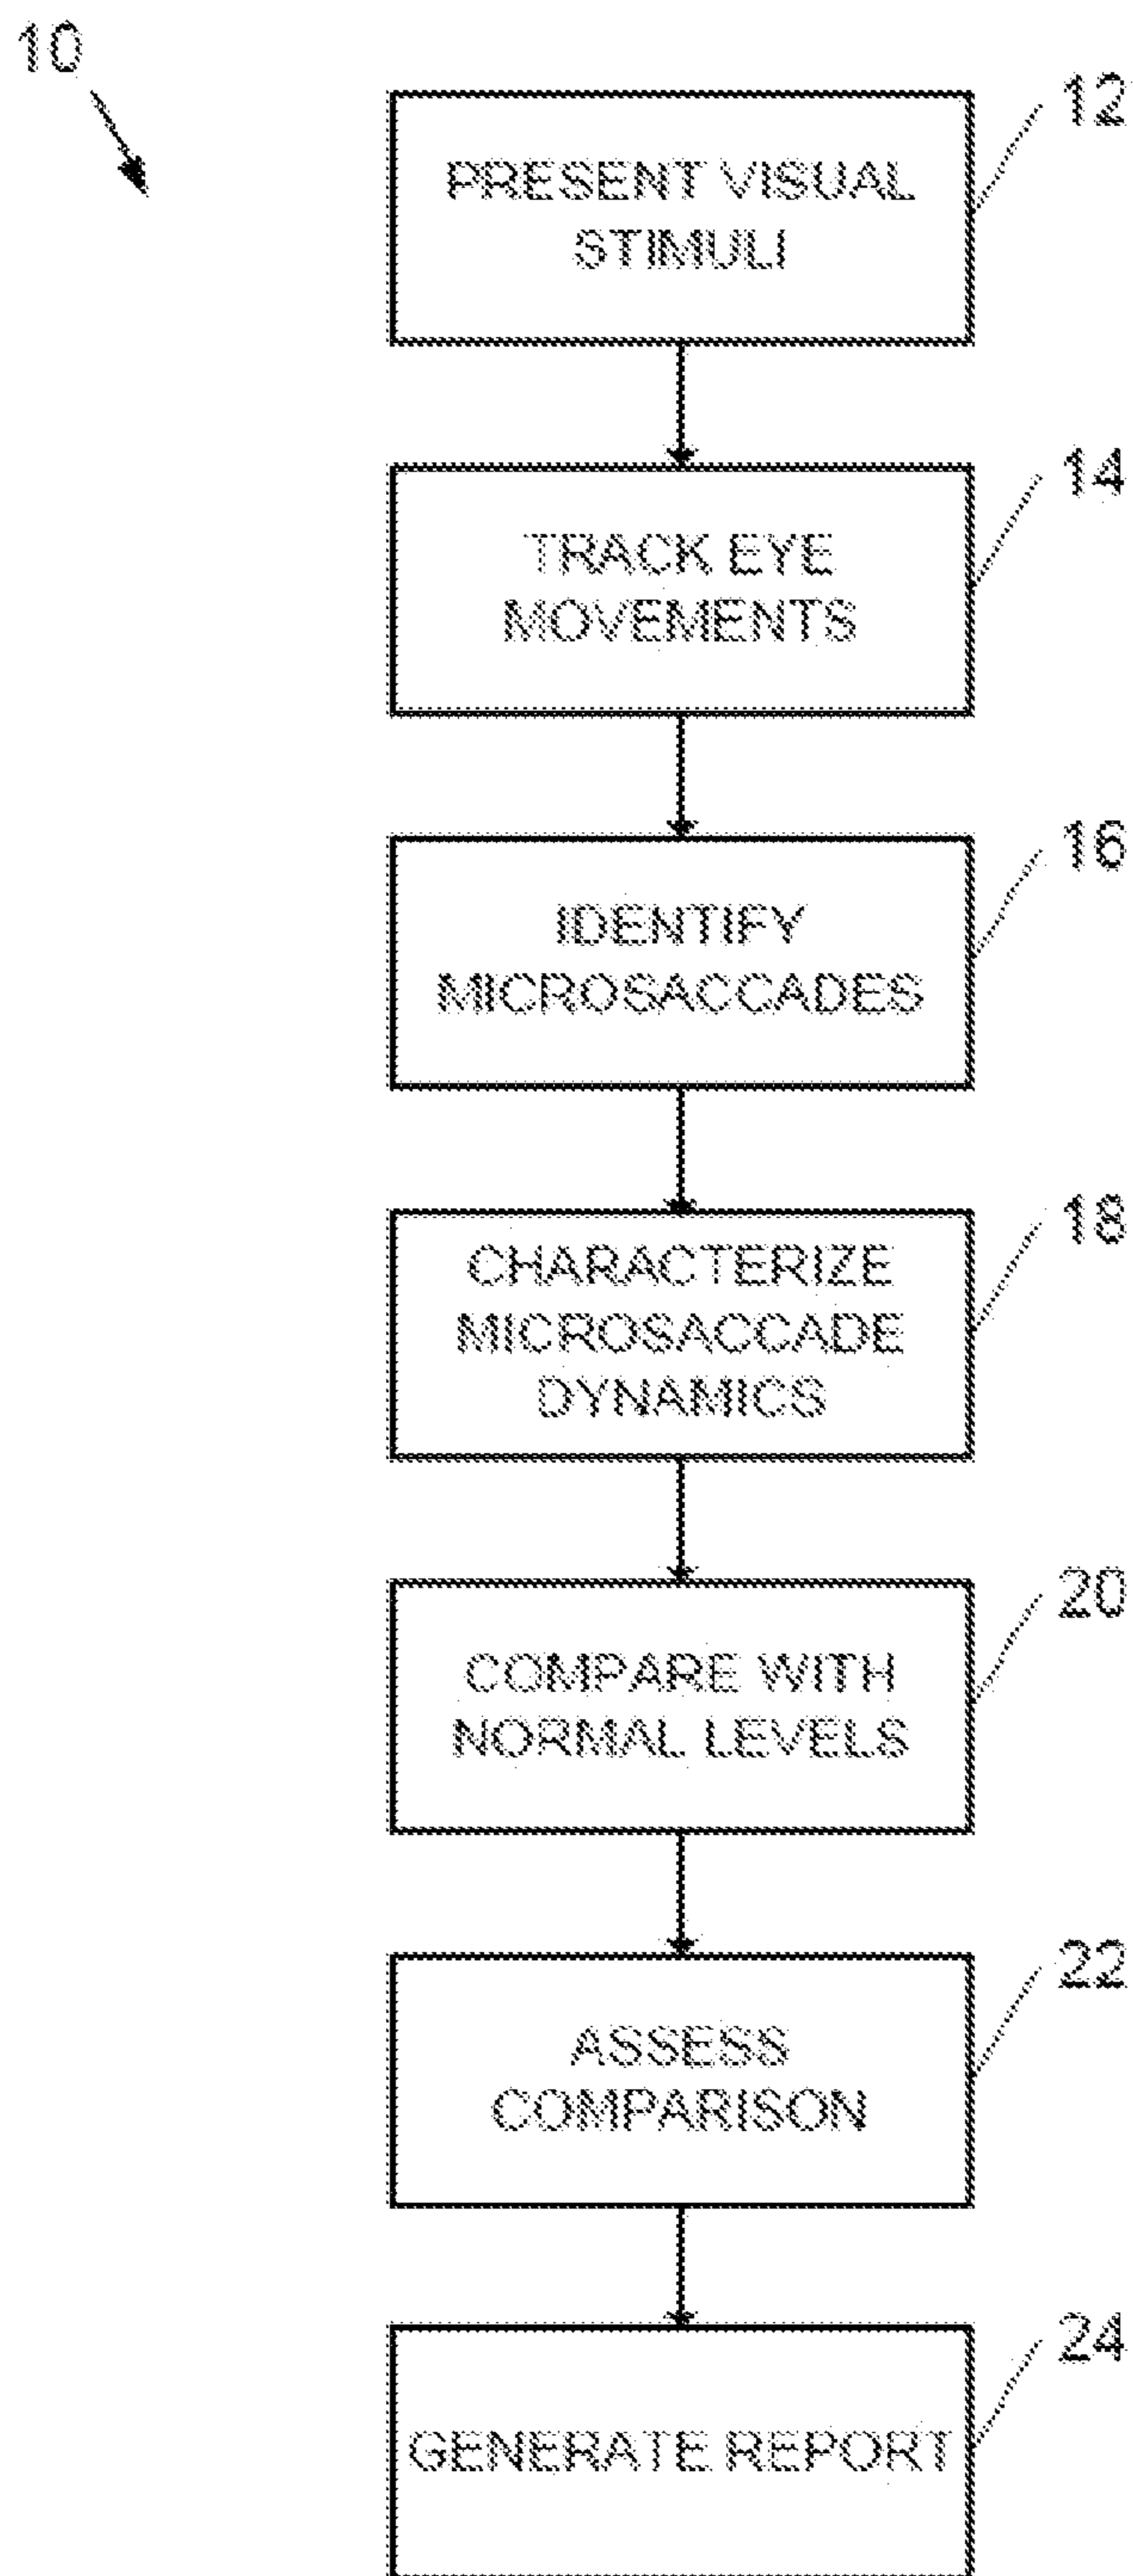 10
12
PRESENT VISUAL
STIMULI
14
TRACK EYE
MOVEMENTS
16
IDENTIFY
MICROSACCADES
18
CHARACTERIZE
MICROSACCADE
DYNAMICS
20
COMPARE WITH
NORMAL LEVELS
22
ASSESS
COMPARISON
24
GENERATE REPORT